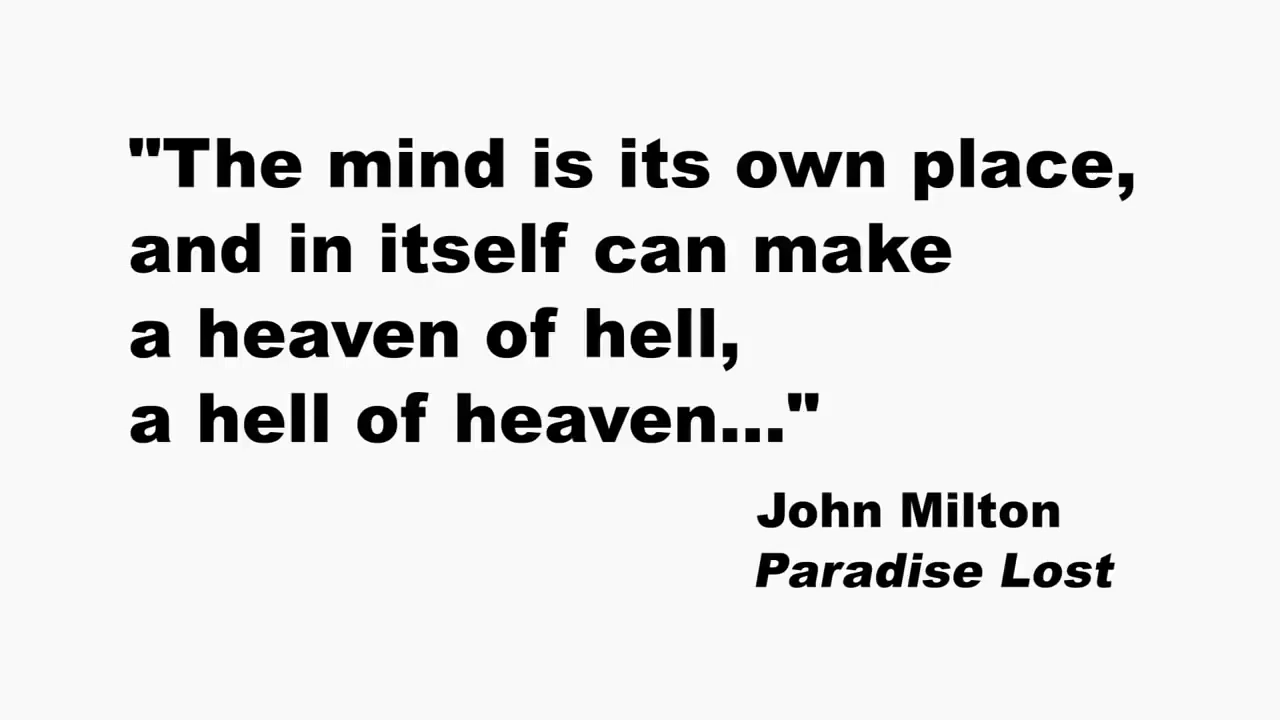 "The mind is its own place,
and in itself can make
a heaven of hell,
a hell of heaven..."
John Milton
Paradise Lost